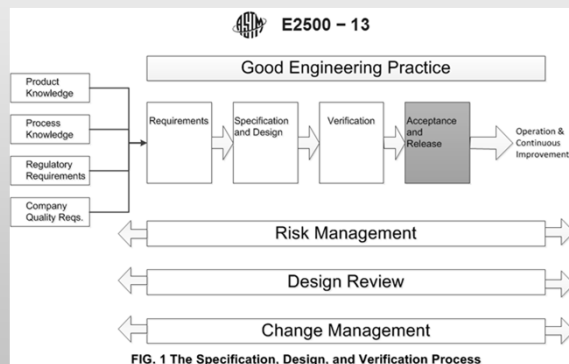 ASTM E2500 – 13
Good Engineering Practice
Product
Knowledge
Process
Knowledge
Regulatory
Requirements
Company
Quality Reqs.
Requirements
Specification
and Design
Verification
Acceptance
and
Release
Operation &
Continuous
Improvement
Risk Management
Design Review
Change Management
FIG. 1 The Specification, Design, and Verification Process